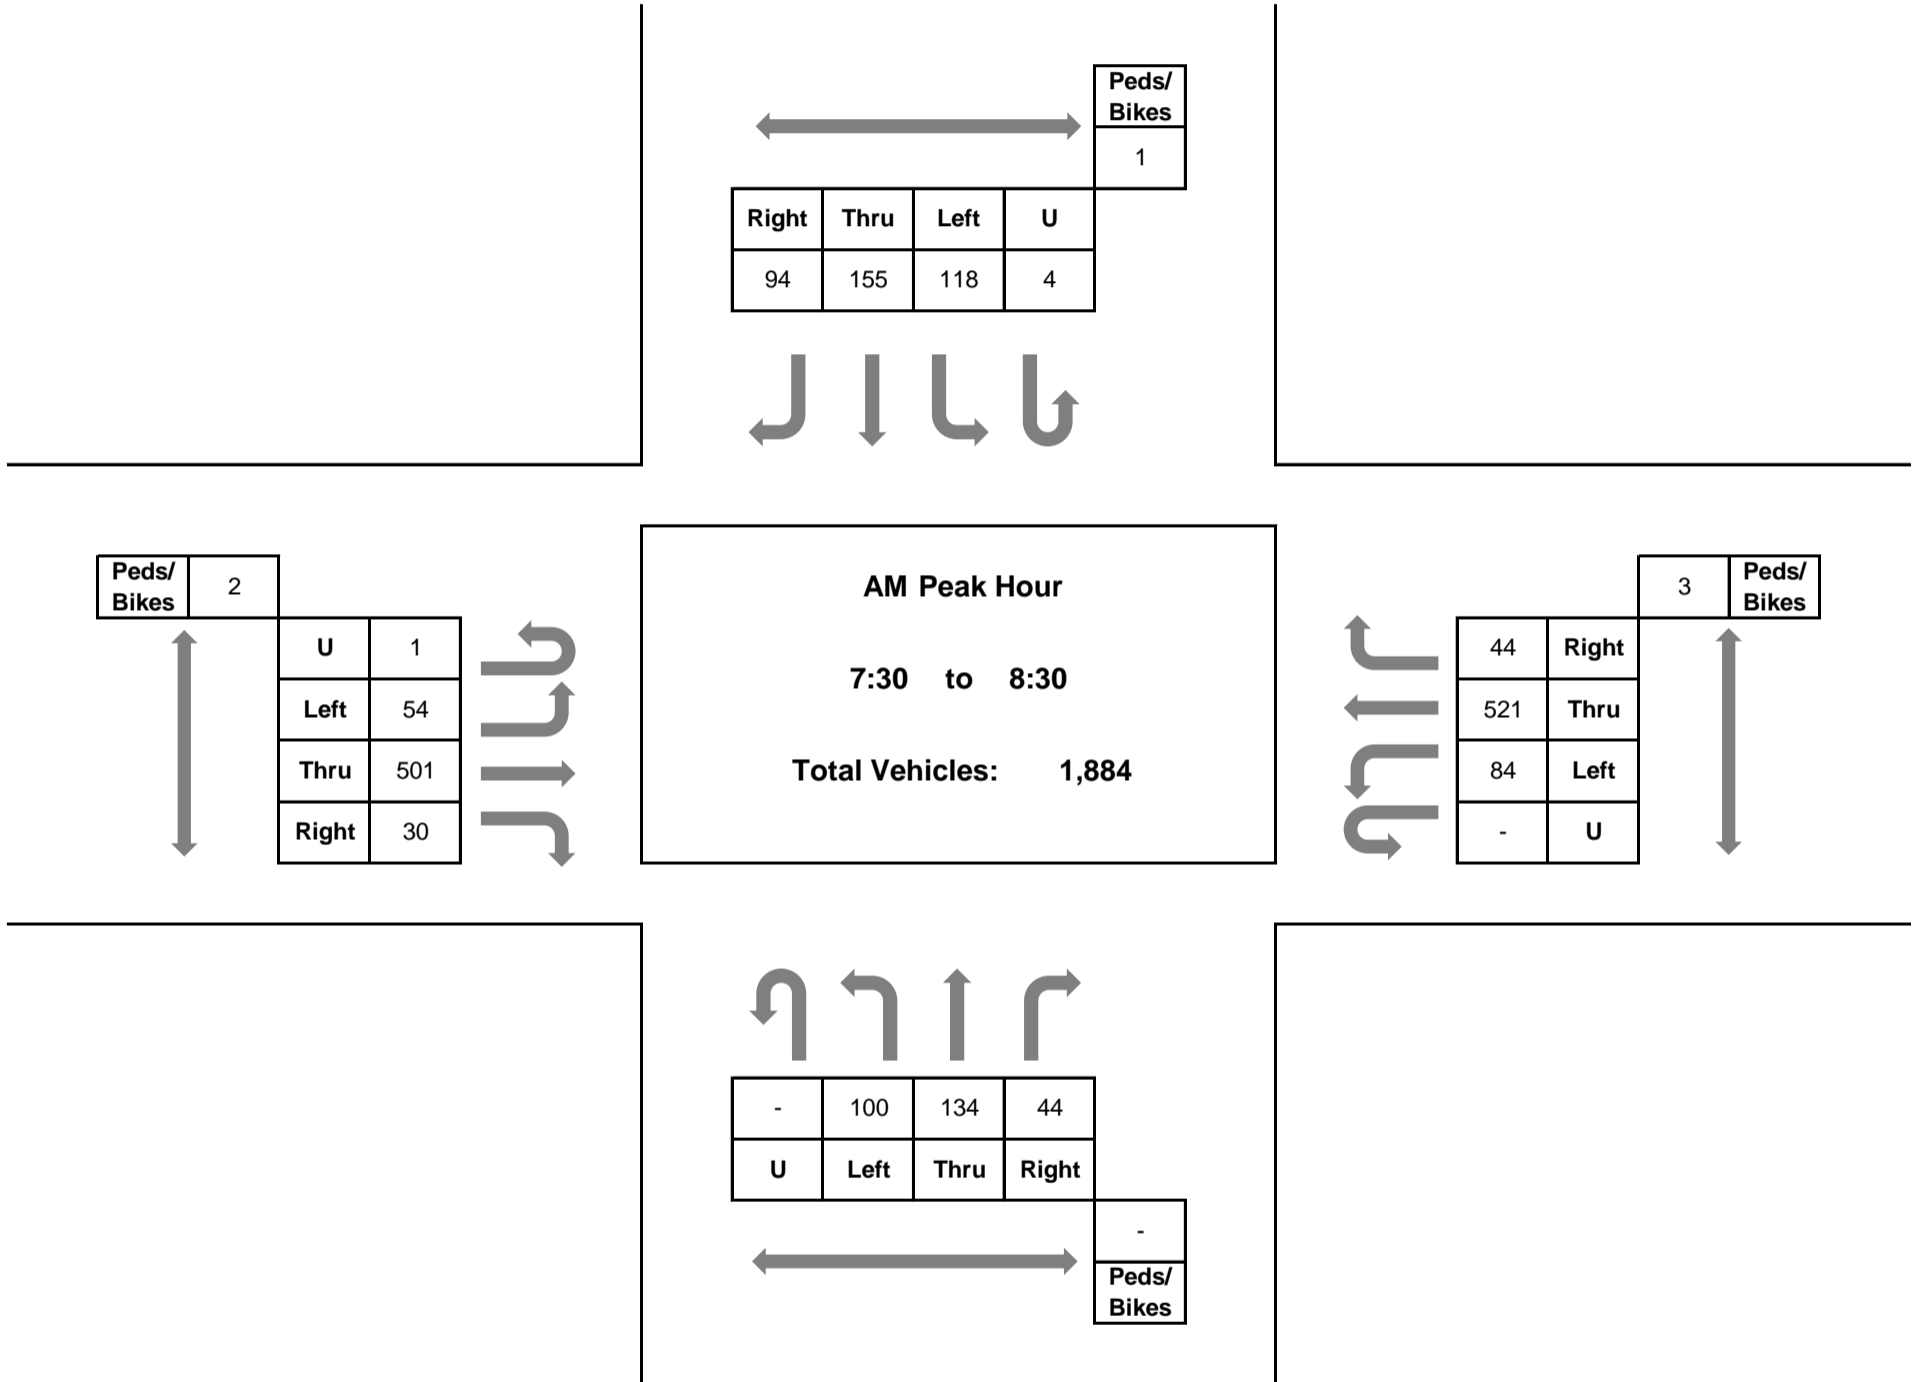 Peds/
Bikes
1
Right Thru Left U
94 155 118 4
Peds/
Bikes
2
U 1
Left 54
Thru 501
Right 30
AM Peak Hour
7:30 to 8:30
Total Vehicles: 1,884
3
Peds/
Bikes
44 Right
521 Thru
84 Left
- U
- 100 134 44
U Left Thru Right
-
Peds/
Bikes